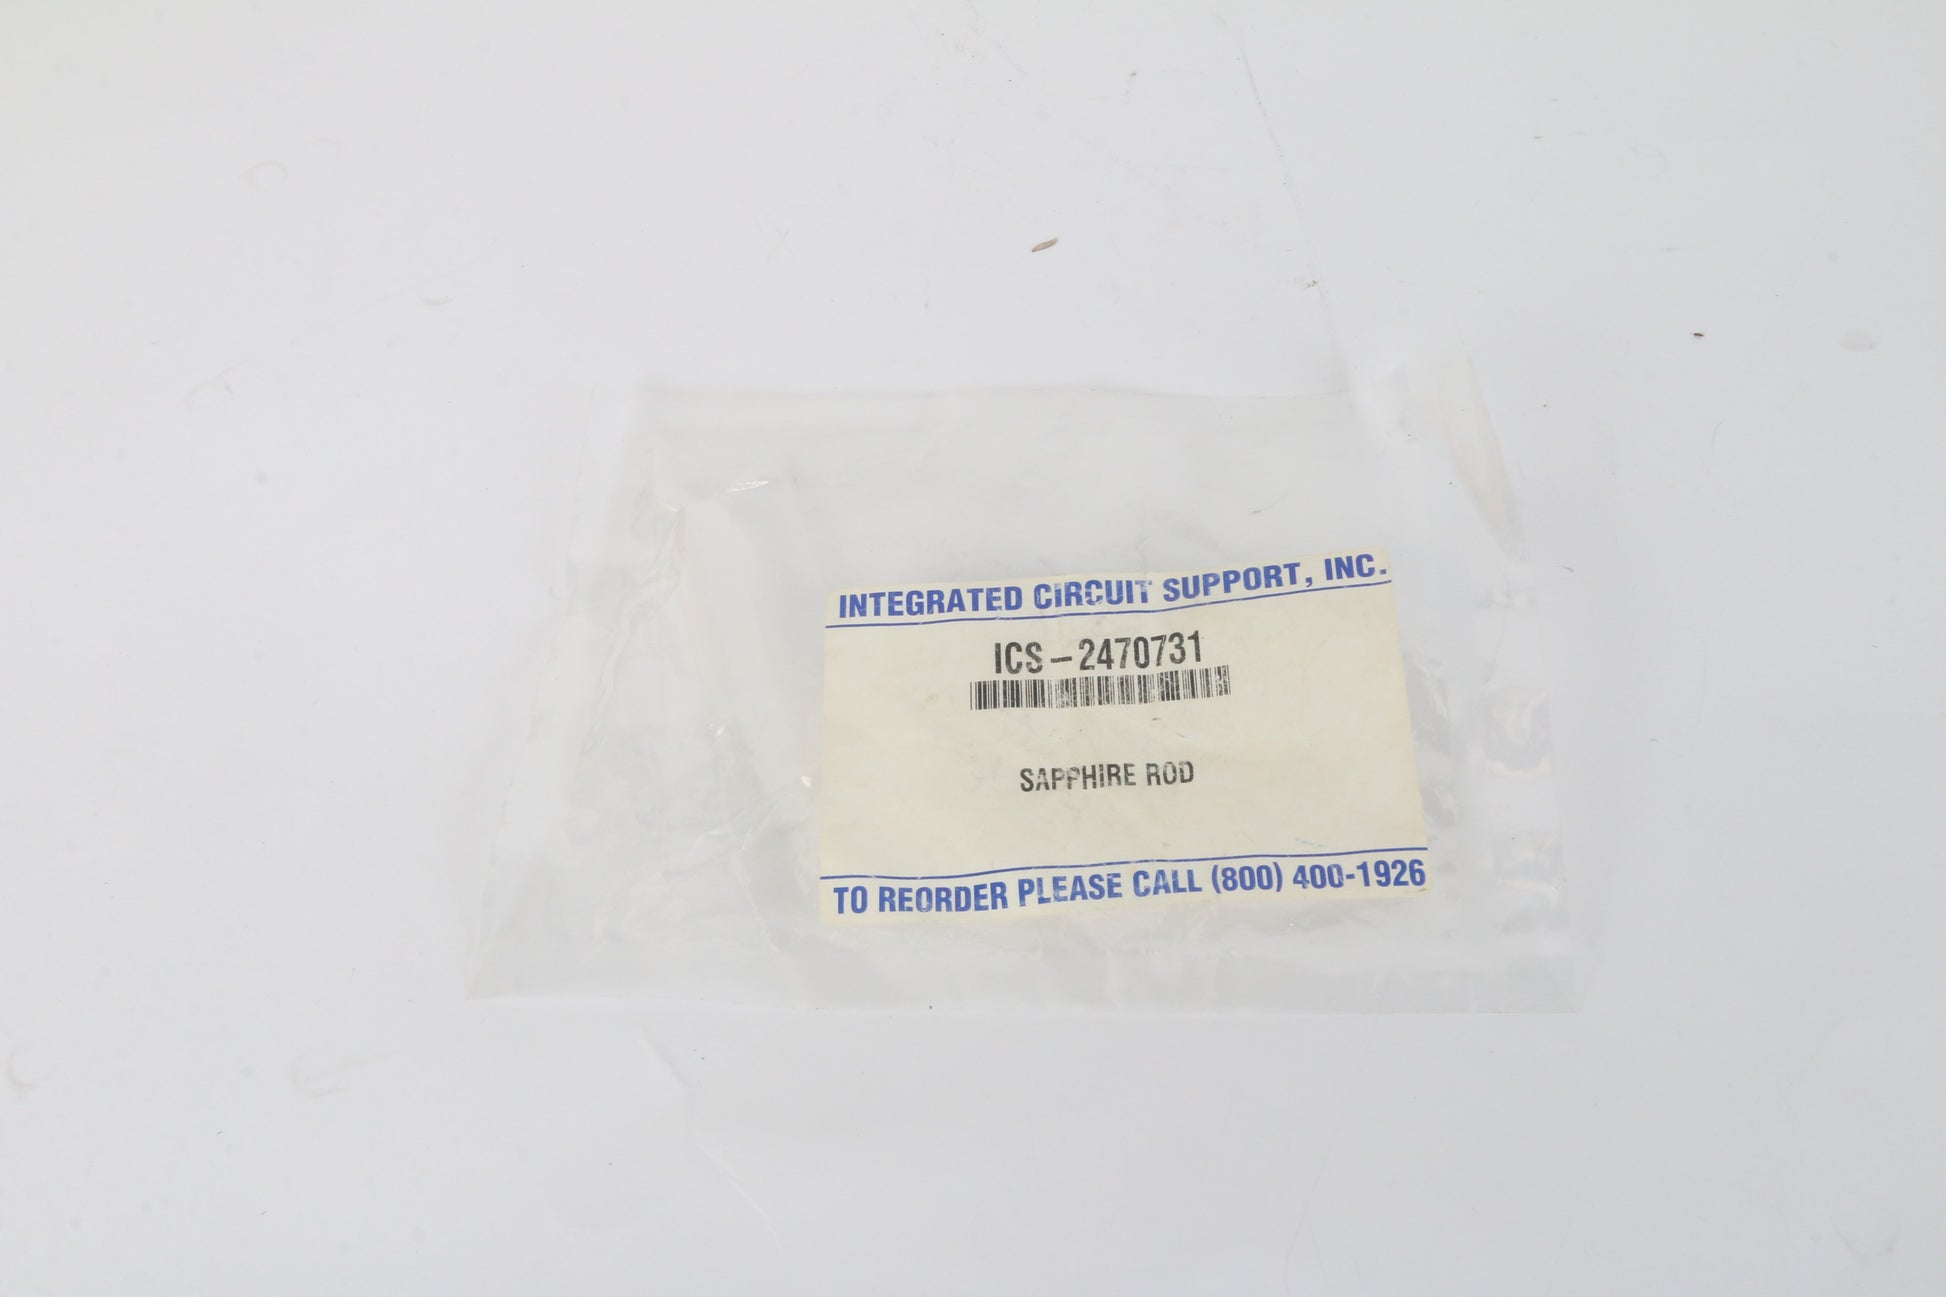 INTEGRATED CIRCUIT SUPPORT, INC.
ICS-2470731
SAPPHIRE ROD
TO REORDER PLEASE CALL (800) 400-1926